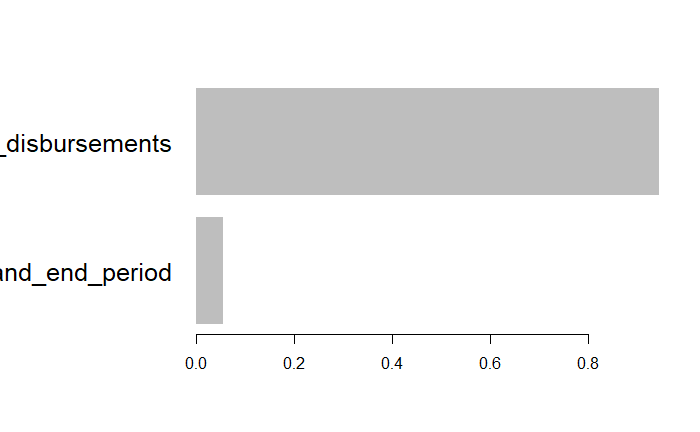 _disbursements
and_end_period
0.0 0.2 0.4 0.6 0.8